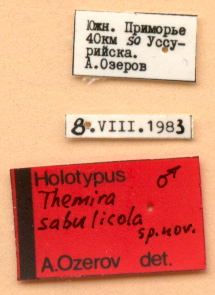 Южн. Приморье
40км SO Уссу-
рийска.
А.Озеров
8.VIII.1983
Holotypus ♂
Themira
sabulicola
sp.nov.
A.Ozerov det.